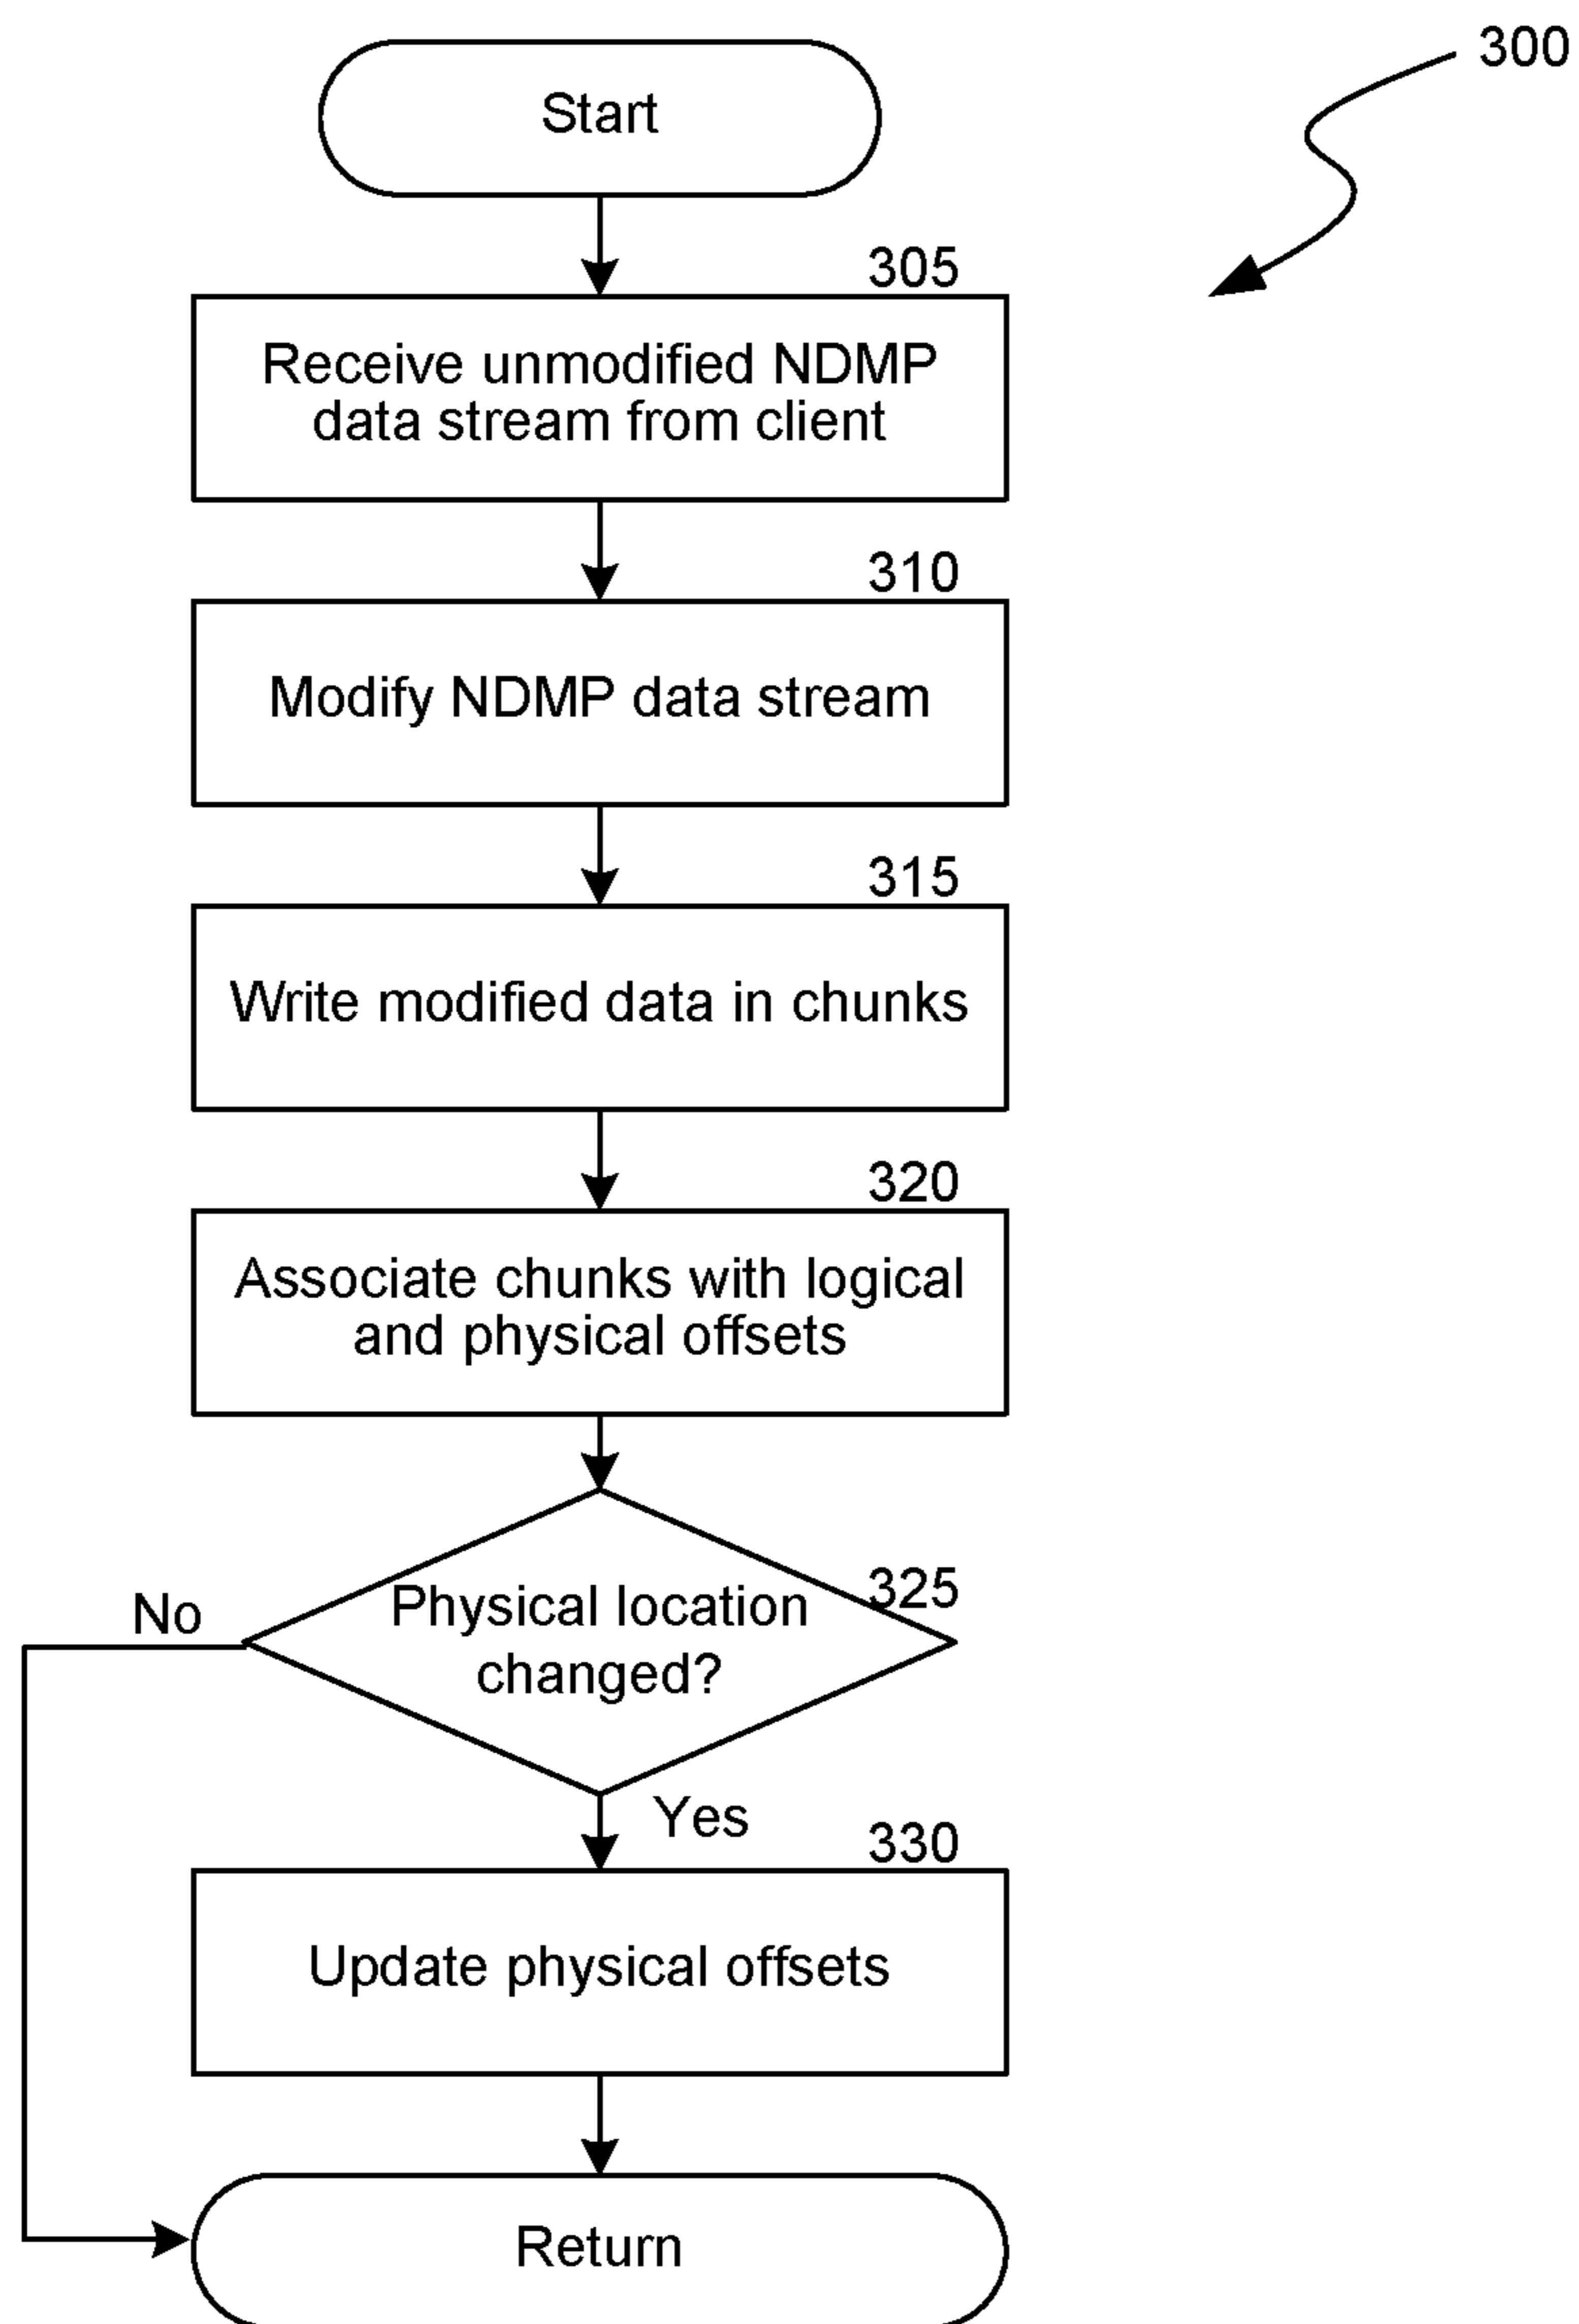 300
Start
305
Receive unmodified NDMP
data stream from client
310
Modify NDMP data stream
315
Write modified data in chunks
320
Associate chunks with logical
and physical offsets
325
Physical location
changed?
No
Yes
330
Update physical offsets
Return